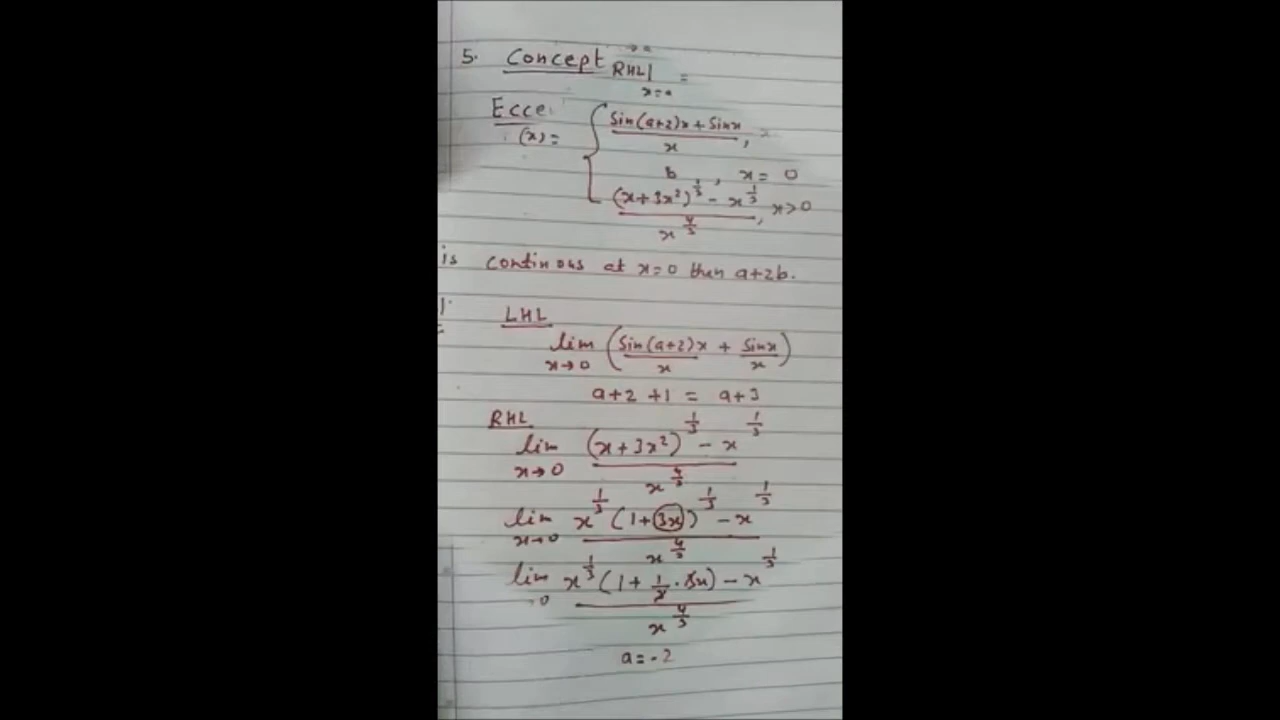 5. Concept RHL| =
→ a
x=a
Ecce
(x) = { sin(a+2)x + sinx / x ,
b , x = 0
(x+3x²)^1/3 - x^1/3 / x^4/3 , x>0
is continous at x=0 then a+2b.
LHL
lim x→0 ( sin(a+2)x / x + sinx / x )
a+2 +1 = a+3
RHL
lim x→0 (x+3x²)^1/3 - x^1/3 / x^4/3
lim x→0 x^1/3 (1+3x)^1/3 - x^1/3 / x^4/3
lim →0 x^1/3 (1 + 1/3 · 3x) - x^1/3 / x^4/3
a = -2